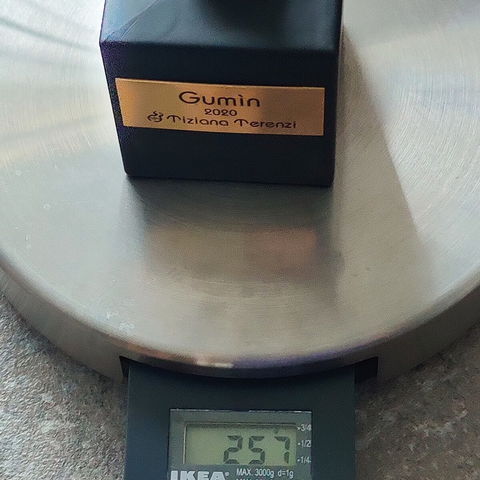 Gumìn
2020
Tiziana Terenzi
257
+3/4
+1/2
+1/4
IKEA®
MAX. 3000g d=1g